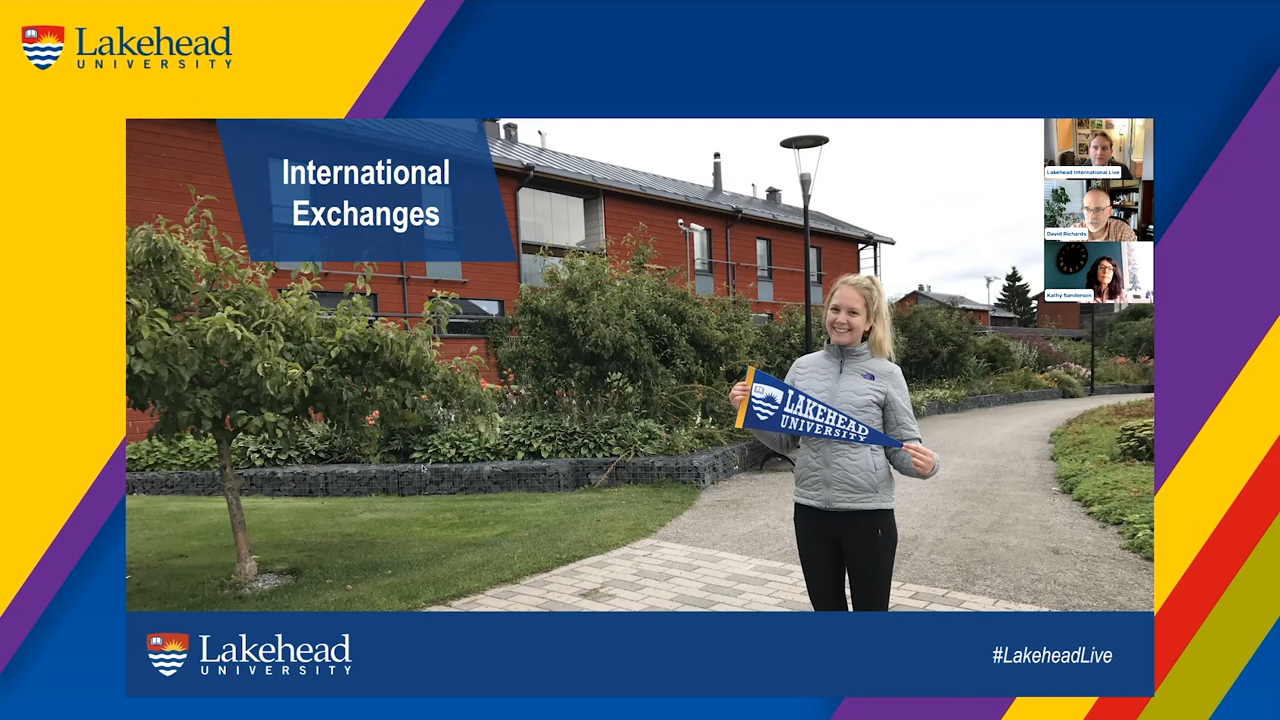 Lakehead
UNIVERSITY
International
Exchanges
Lakehead International Live
David Richards
Kathy Sanderson
LAKEHEAD
UNIVERSITY
Lakehead
UNIVERSITY
#LakeheadLive